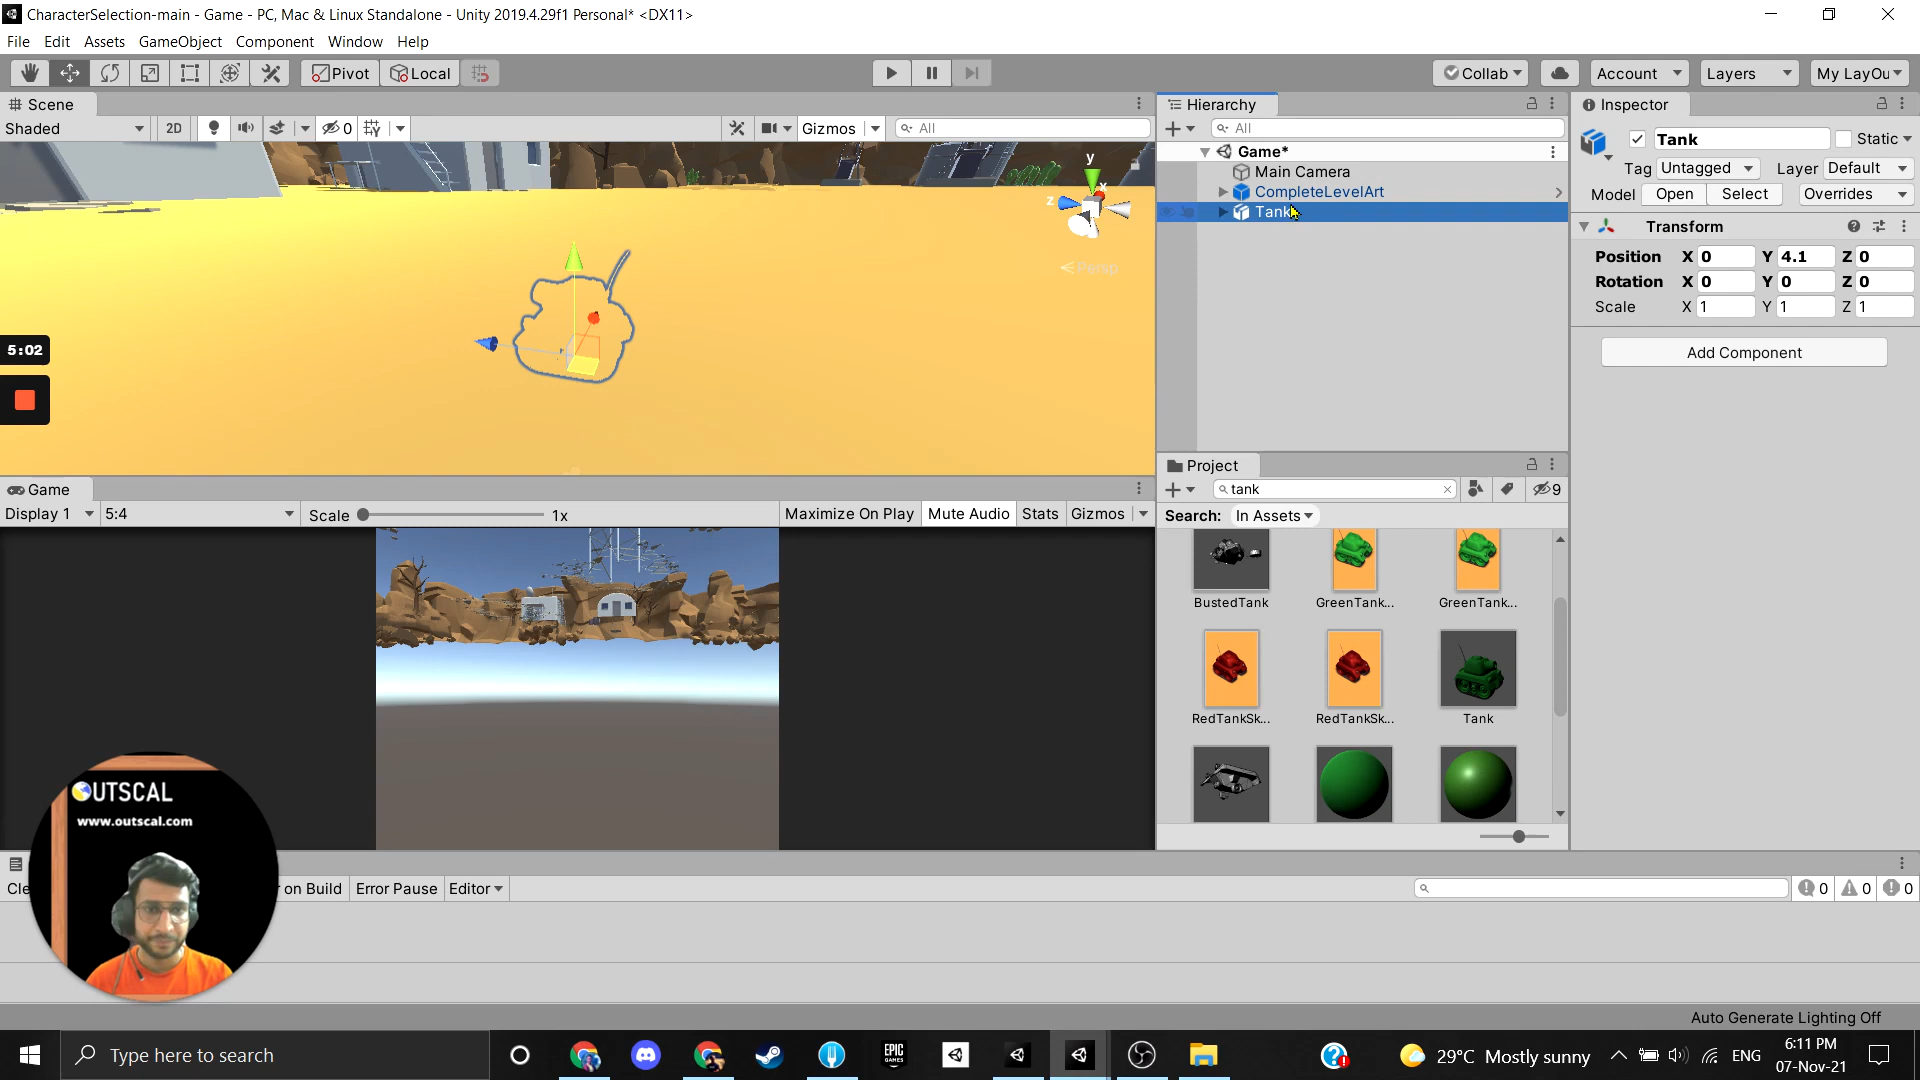 CharacterSelection-main - Game - PC, Mac & Linux Standalone - Unity 2019.4.29f1 Personal* <DX11>
File Edit Assets GameObject Component Window Help
Pivot Local Collab Account Layers My LayOu
Scene
Shaded 2D 0 Gizmos All
y
x
z
Persp
5:02
Game
Display 1 5:4 Scale 1x Maximize On Play Mute Audio Stats Gizmos
Hierarchy
All
Game*
Main Camera
CompleteLevelArt
Tank
Project
tank 9
Search: In Assets
BustedTank GreenTank... GreenTank...
RedTankSk... RedTankSk... Tank
Inspector
Tank Static
Tag Untagged Layer Default
Model Open Select Overrides
Transform
Position X 0 Y 4.1 Z 0
Rotation X 0 Y 0 Z 0
Scale X 1 Y 1 Z 1
Add Component
Cle on Build Error Pause Editor 0 0 0
OUTSCAL
www.outscal.com
Auto Generate Lighting Off
Type here to search
EPIC
GAMES
29°C Mostly sunny ENG 6:11 PM
07-Nov-21